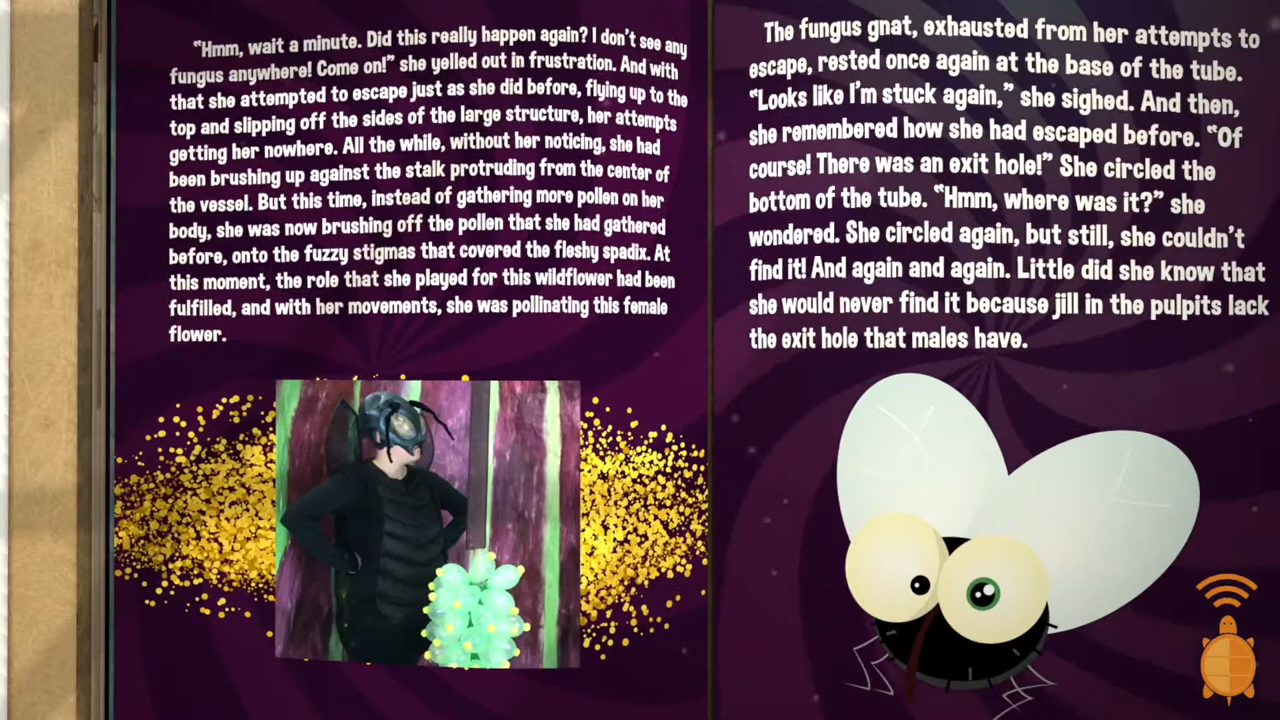 “Hmm, wait a minute. Did this really happen again? I don’t see any
fungus anywhere! Come on!” she yelled out in frustration. And with
that she attempted to escape just as she did before, flying up to the
top and slipping off the sides of the large structure, her attempts
getting her nowhere. All the while, without her noticing, she had
been brushing up against the stalk protruding from the center of
the vessel. But this time, instead of gathering more pollen on her
body, she was now brushing off the pollen that she had gathered
before, onto the fuzzy stigmas that covered the fleshy spadix. At
this moment, the role that she played for this wildflower had been
fulfilled, and with her movements, she was pollinating this female
flower.
The fungus gnat, exhausted from her attempts to
escape, rested once again at the base of the tube.
“Looks like I’m stuck again,” she sighed. And then,
she remembered how she had escaped before. “Of
course! There was an exit hole!” She circled the
bottom of the tube. “Hmm, where was it?” she
wondered. She circled again, but still, she couldn’t
find it! And again and again. Little did she know that
she would never find it because jill in the pulpits lack
the exit hole that males have.